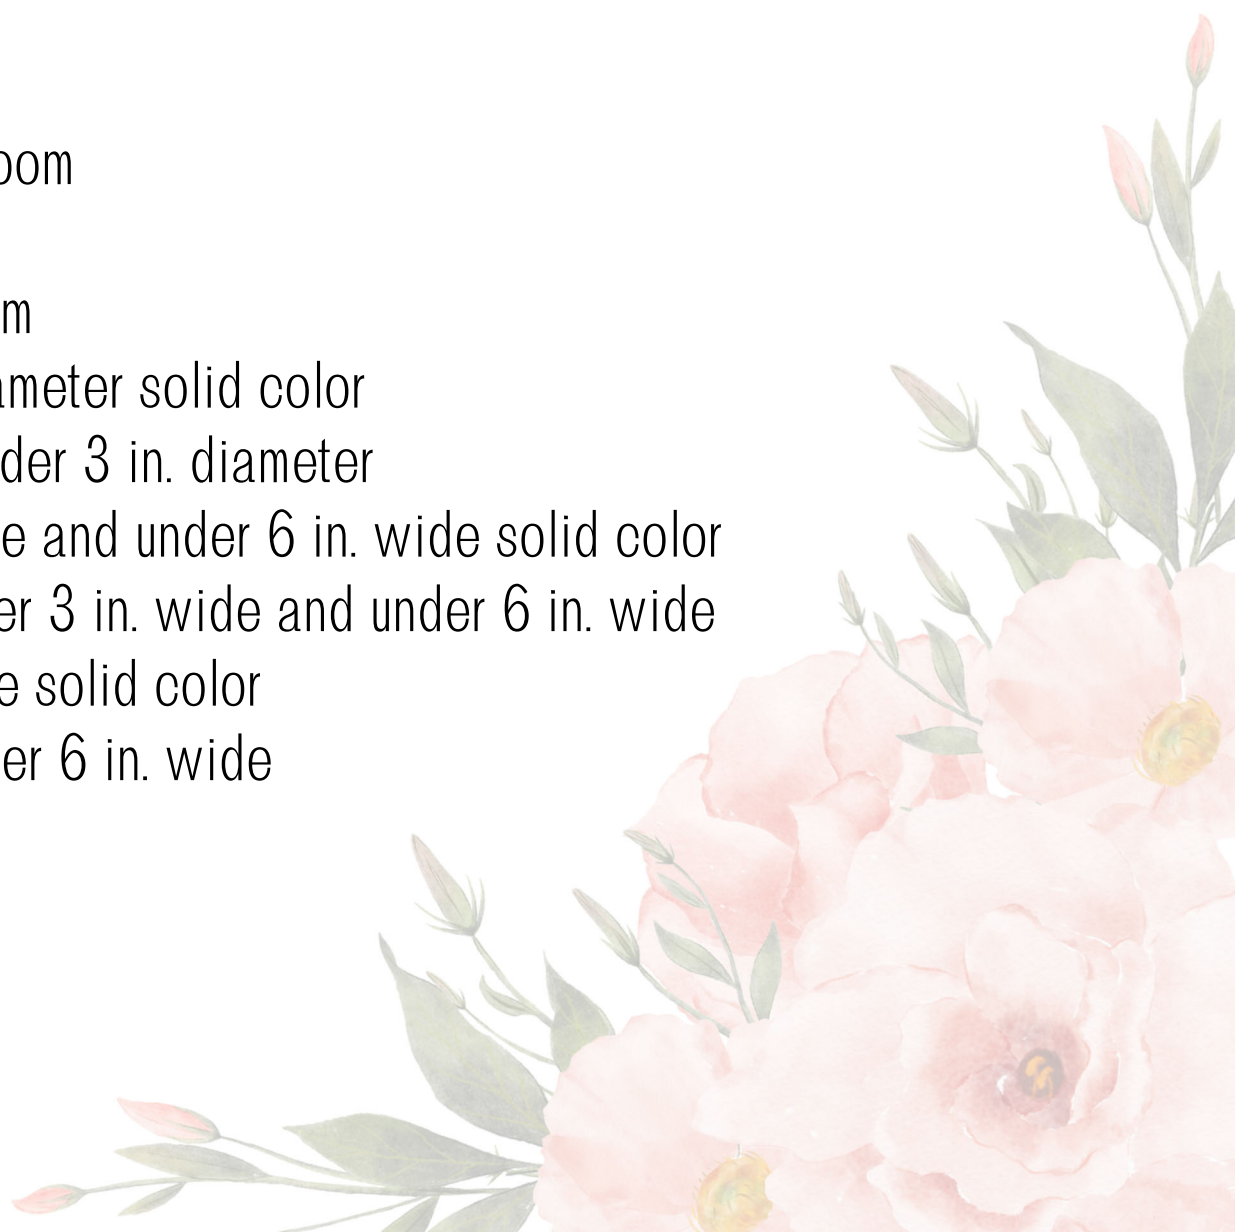 oom
m
ameter solid color
der 3 in. diameter
e and under 6 in. wide solid color
er 3 in. wide and under 6 in. wide
e solid color
er 6 in. wide